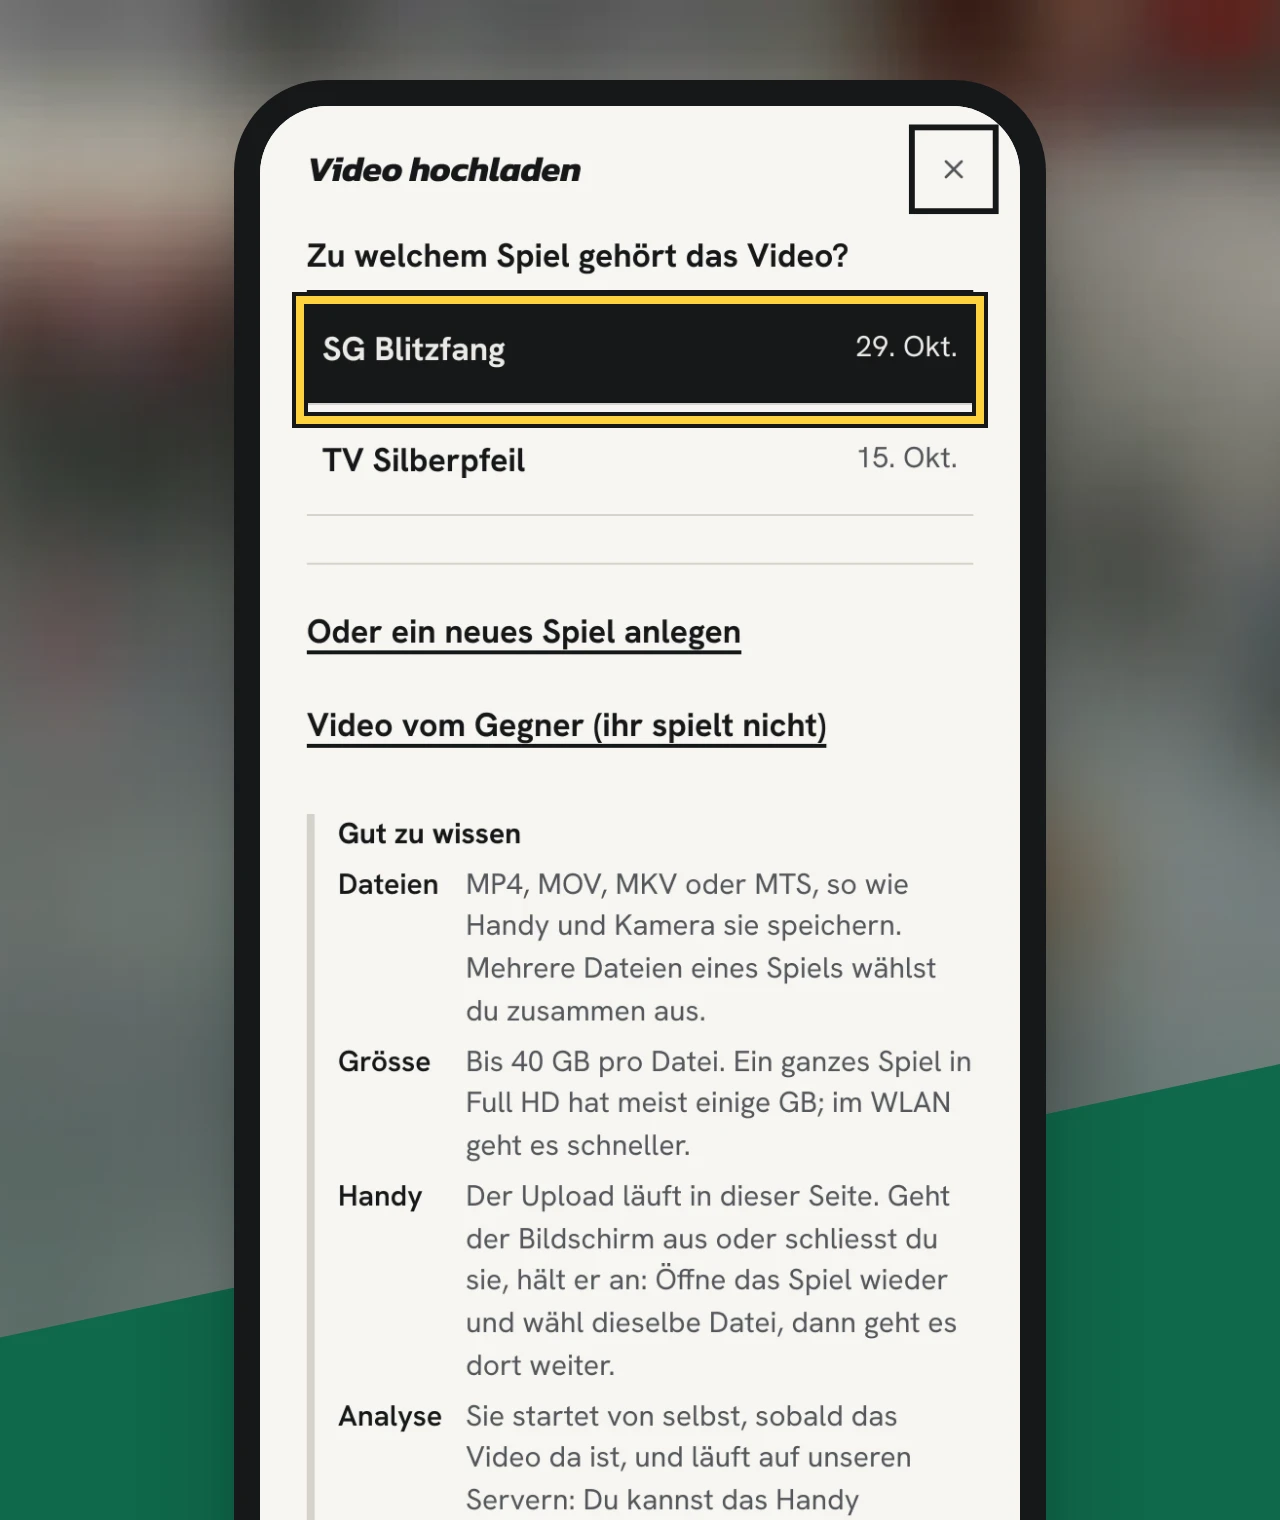 Video hochladen
×
Zu welchem Spiel gehört das Video?
SG Blitzfang 29. Okt.
TV Silberpfeil 15. Okt.
Oder ein neues Spiel anlegen
Video vom Gegner (ihr spielt nicht)
Gut zu wissen
Dateien MP4, MOV, MKV oder MTS, so wie
Handy und Kamera sie speichern.
Mehrere Dateien eines Spiels wählst
du zusammen aus.
Grösse Bis 40 GB pro Datei. Ein ganzes Spiel in
Full HD hat meist einige GB; im WLAN
geht es schneller.
Handy Der Upload läuft in dieser Seite. Geht
der Bildschirm aus oder schliesst du
sie, hält er an: Öffne das Spiel wieder
und wähl dieselbe Datei, dann geht es
dort weiter.
Analyse Sie startet von selbst, sobald das
Video da ist, und läuft auf unseren
Servern: Du kannst das Handy